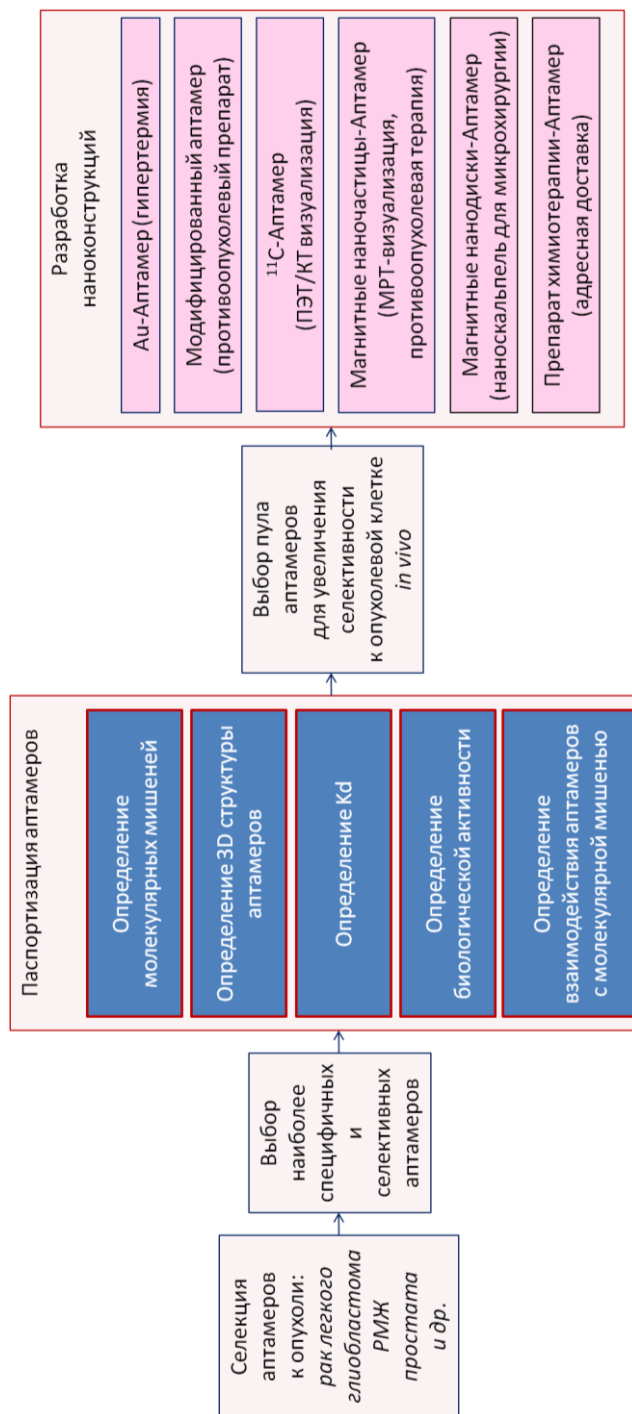 Селекция
аптамеров
к опухоли:
рак легкого
глиобластома
РМЖ
простата
и др.
Выбор
наиболее
специфичных
и
селективных
аптамеров
Паспортизация аптамеров
Определение
молекулярных мишеней
Определение 3D структуры
аптамеров
Определение Kd
Определение
биологической активности
Определение
взаимодействия аптамеров
с молекулярной мишенью
Выбор пула
аптамеров
для увеличения
селективности
к опухолевой клетке
in vivo
Разработка
наноконструкций
Au-Аптамер (гипертермия)
Модифицированный аптамер
(противоопухолевый препарат)
¹¹C-Аптамер
(ПЭТ/КТ визуализация)
Магнитные наночастицы-Аптамер
(МРТ-визуализация,
противоопухолевая терапия)
Магнитные нанодиски-Аптамер
(наноскальпель для микрохирургии)
Препарат химиотерапии-Аптамер
(адресная доставка)